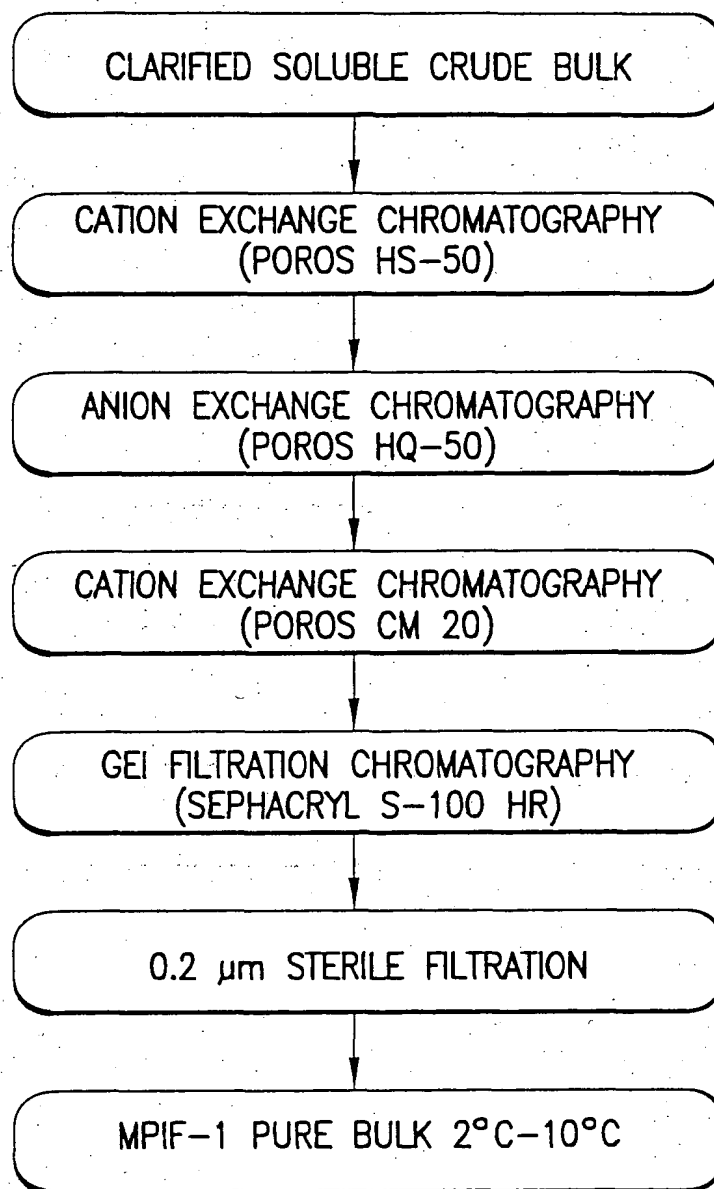 CLARIFIED SOLUBLE CRUDE BULK
CATION EXCHANGE CHROMATOGRAPHY
(POROS HS-50)
ANION EXCHANGE CHROMATOGRAPHY
(POROS HQ-50)
CATION EXCHANGE CHROMATOGRAPHY
(POROS CM 20)
GEI FILTRATION CHROMATOGRAPHY
(SEPHACRYL S-100 HR)
0.2 µm STERILE FILTRATION
MPIF-1 PURE BULK 2°C-10°C